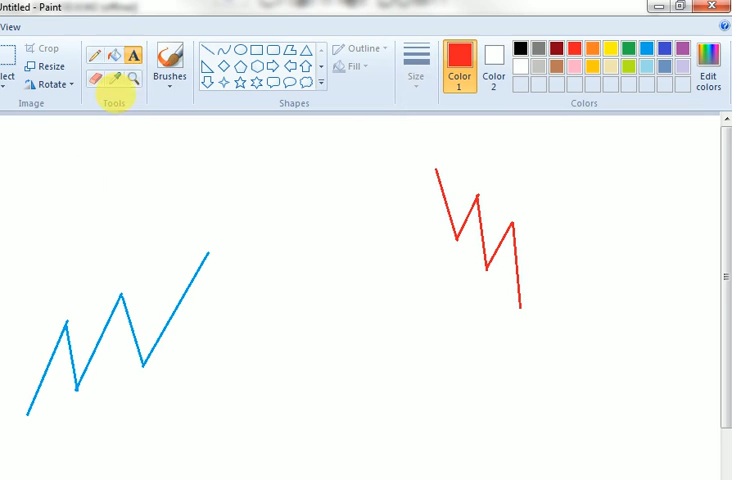 Untitled - Paint
View
Crop
Resize
Rotate
Image
A
Tools
Brushes
Outline
Fill
Shapes
Size
Color 1
Color 2
Edit colors
Colors